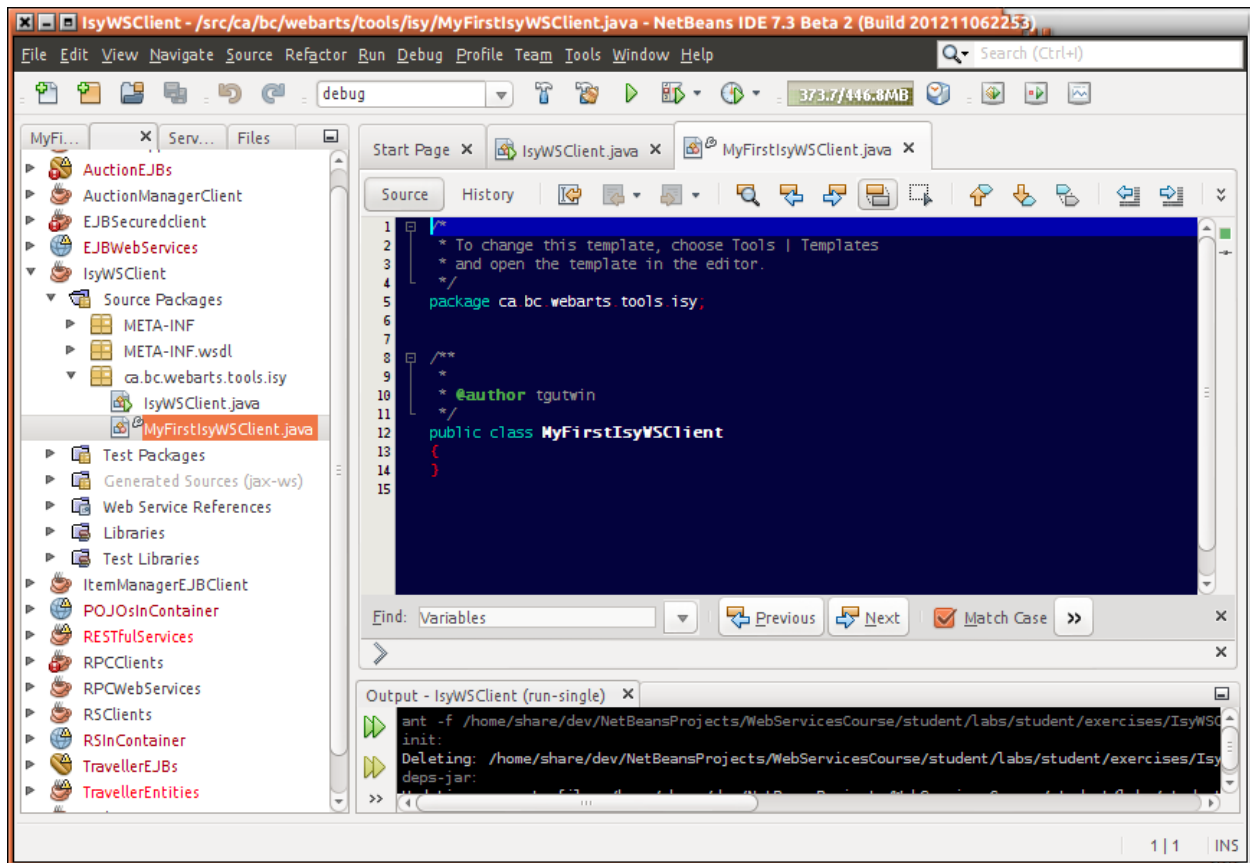 IsyWSClient - /src/ca/bc/webarts/tools/isy/MyFirstIsyWSClient.java - NetBeans IDE 7.3 Beta 2 (Build 201211062253)
File Edit View Navigate Source Refactor Run Debug Profile Team Tools Window Help
Search (Ctrl+I)
debug
373.7/446.8MB
MyFi... Serv... Files
AuctionEJBs
AuctionManagerClient
EJBSecuredclient
EJBWebServices
IsyWSClient
Source Packages
META-INF
META-INF.wsdl
ca.bc.webarts.tools.isy
IsyWSClient.java
MyFirstIsyWSClient.java
Test Packages
Generated Sources (jax-ws)
Web Service References
Libraries
Test Libraries
ItemManagerEJBClient
POJOsInContainer
RESTfulServices
RPCClients
RPCWebServices
RSClients
RSInContainer
TravellerEJBs
TravellerEntities
Start Page IsyWSClient.java MyFirstIsyWSClient.java
Source History
1 /*
2 * To change this template, choose Tools | Templates
3 * and open the template in the editor.
4 */
5 package ca.bc.webarts.tools.isy;
6
7
8 /**
9 *
10 * @author tgutwin
11 */
12 public class MyFirstIsyWSClient
13 {
14 }
15
Find: Variables Previous Next Match Case
Output - IsyWSClient (run-single)
ant -f /home/share/dev/NetBeansProjects/WebServicesCourse/student/labs/student/exercises/IsyWSC
init:
Deleting: /home/share/dev/NetBeansProjects/WebServicesCourse/student/labs/student/exercises/Isy
deps-jar:
1|1 INS